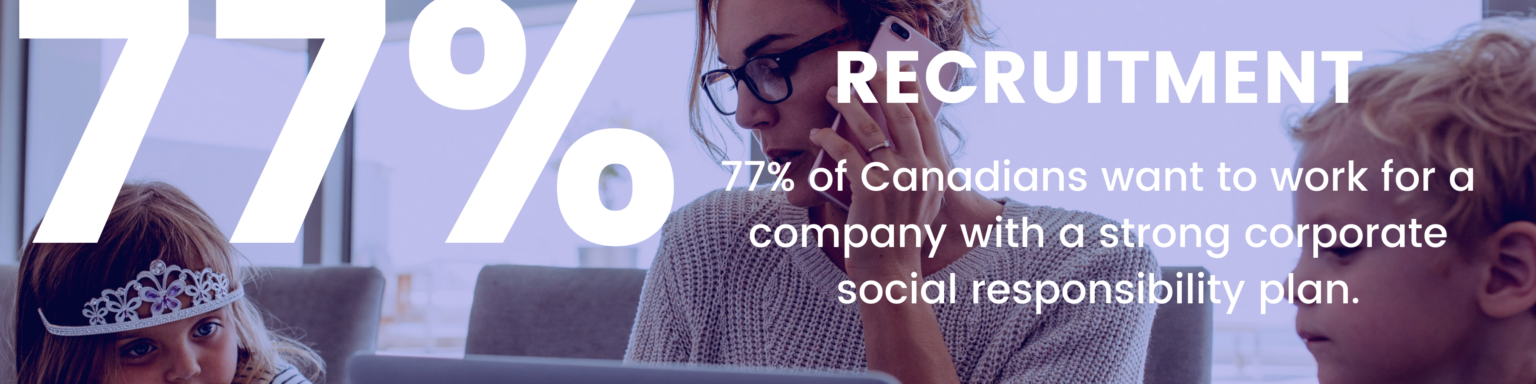 77%
RECRUITMENT
77% of Canadians want to work for a
company with a strong corporate
social responsibility plan.